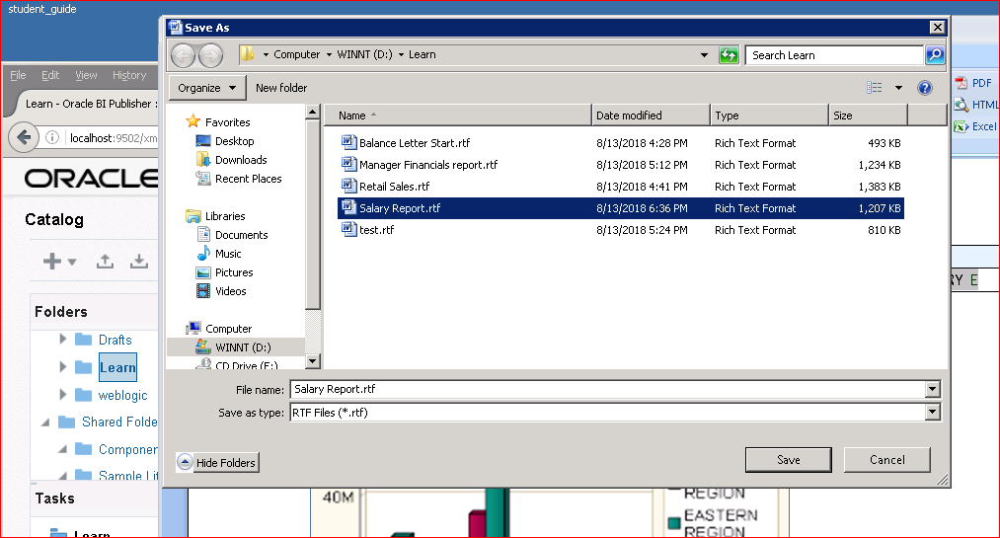 student_guide
Save As
File Edit View History
Computer WINNT (D:) Learn
Search Learn
Organize
New folder
PDF
HTML
Excel
Learn - Oracle BI Publisher :
localhost:9502/xm
ORACLE
Catalog
Folders
Drafts
Learn
weblogic
Shared Folde
Componen
Sample Lit
Tasks
Learn
Favorites
Desktop
Downloads
Recent Places
Libraries
Documents
Music
Pictures
Videos
Computer
WINNT (D:)
CD Drive (E:)
Name Date modified Type Size
Balance Letter Start.rtf 8/13/2018 4:28 PM Rich Text Format 493 KB
Manager Financials report.rtf 8/13/2018 5:12 PM Rich Text Format 1,234 KB
Retail Sales.rtf 8/13/2018 4:41 PM Rich Text Format 1,383 KB
Salary Report.rtf 8/13/2018 6:36 PM Rich Text Format 1,207 KB
test.rtf 8/13/2018 5:24 PM Rich Text Format 810 KB
RY E
File name: Salary Report.rtf
Save as type: RTF Files (*.rtf)
Hide Folders
Save
Cancel
40M
REGION
EASTERN
REGION